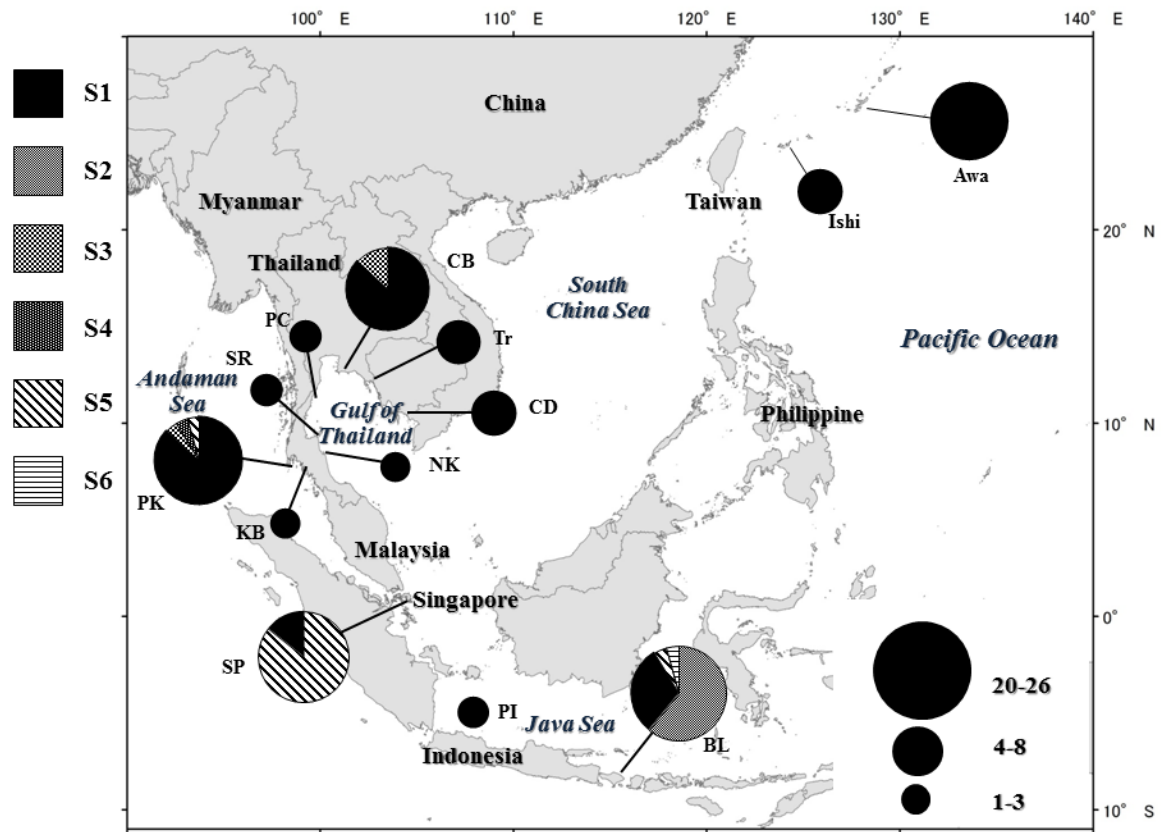 100° E
110° E
120° E
130° E
140° E
S1
S2
S3
S4
S5
S6
China
Awa
Myanmar
Taiwan
Ishi
20° N
Thailand
CB
South
China Sea
PC
Tr
Pacific Ocean
SR
Andaman
Sea
Gulf of
Thailand
CD
Philippine
10° N
NK
PK
KB
Malaysia
Singapore
0°
SP
20-26
PI
Java Sea
BL
Indonesia
4-8
1-3
10° S